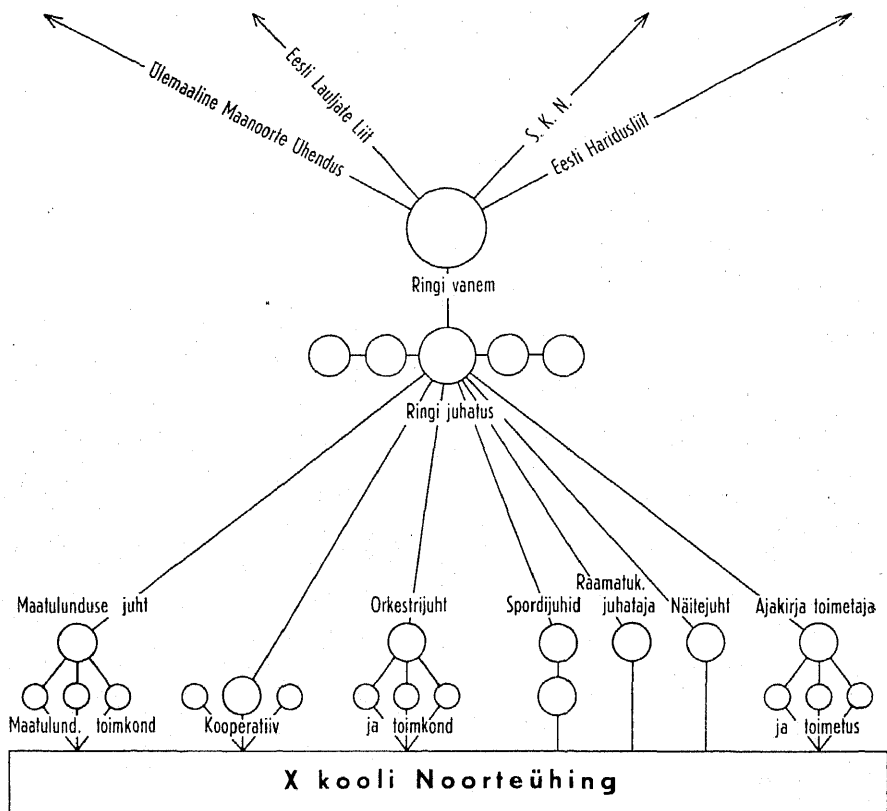 Ülemaaline Maanoorte Ühendus
Eesti Lauljate Liit
S. K. N.
Eesti Haridusliit
Ringi vanem
Ringi juhatus
Maatulunduse juht
Orkestrijuht
Spordijuhid
Raamatuk. juhataja
Näitejuht
Ajakirja toimetaja
Maatulund. toimkond
Kooperatiiv
ja toimkond
ja toimetus
X kooli Noorteühing